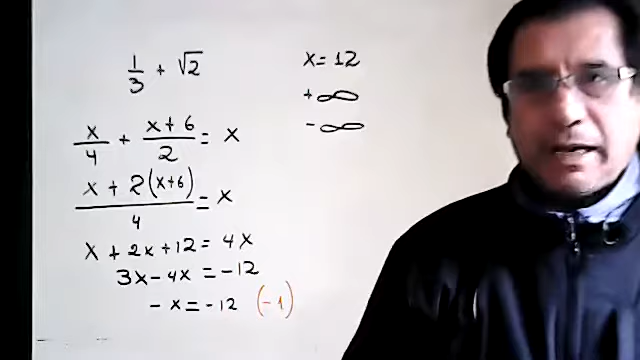 1/3 + √2
x/4 + (x+6)/2 = x
(x + 2(x+6))/4 = x
x + 2x + 12 = 4x
3x - 4x = -12
- x = -12 (-1)
x = 12
+ ∞
- ∞